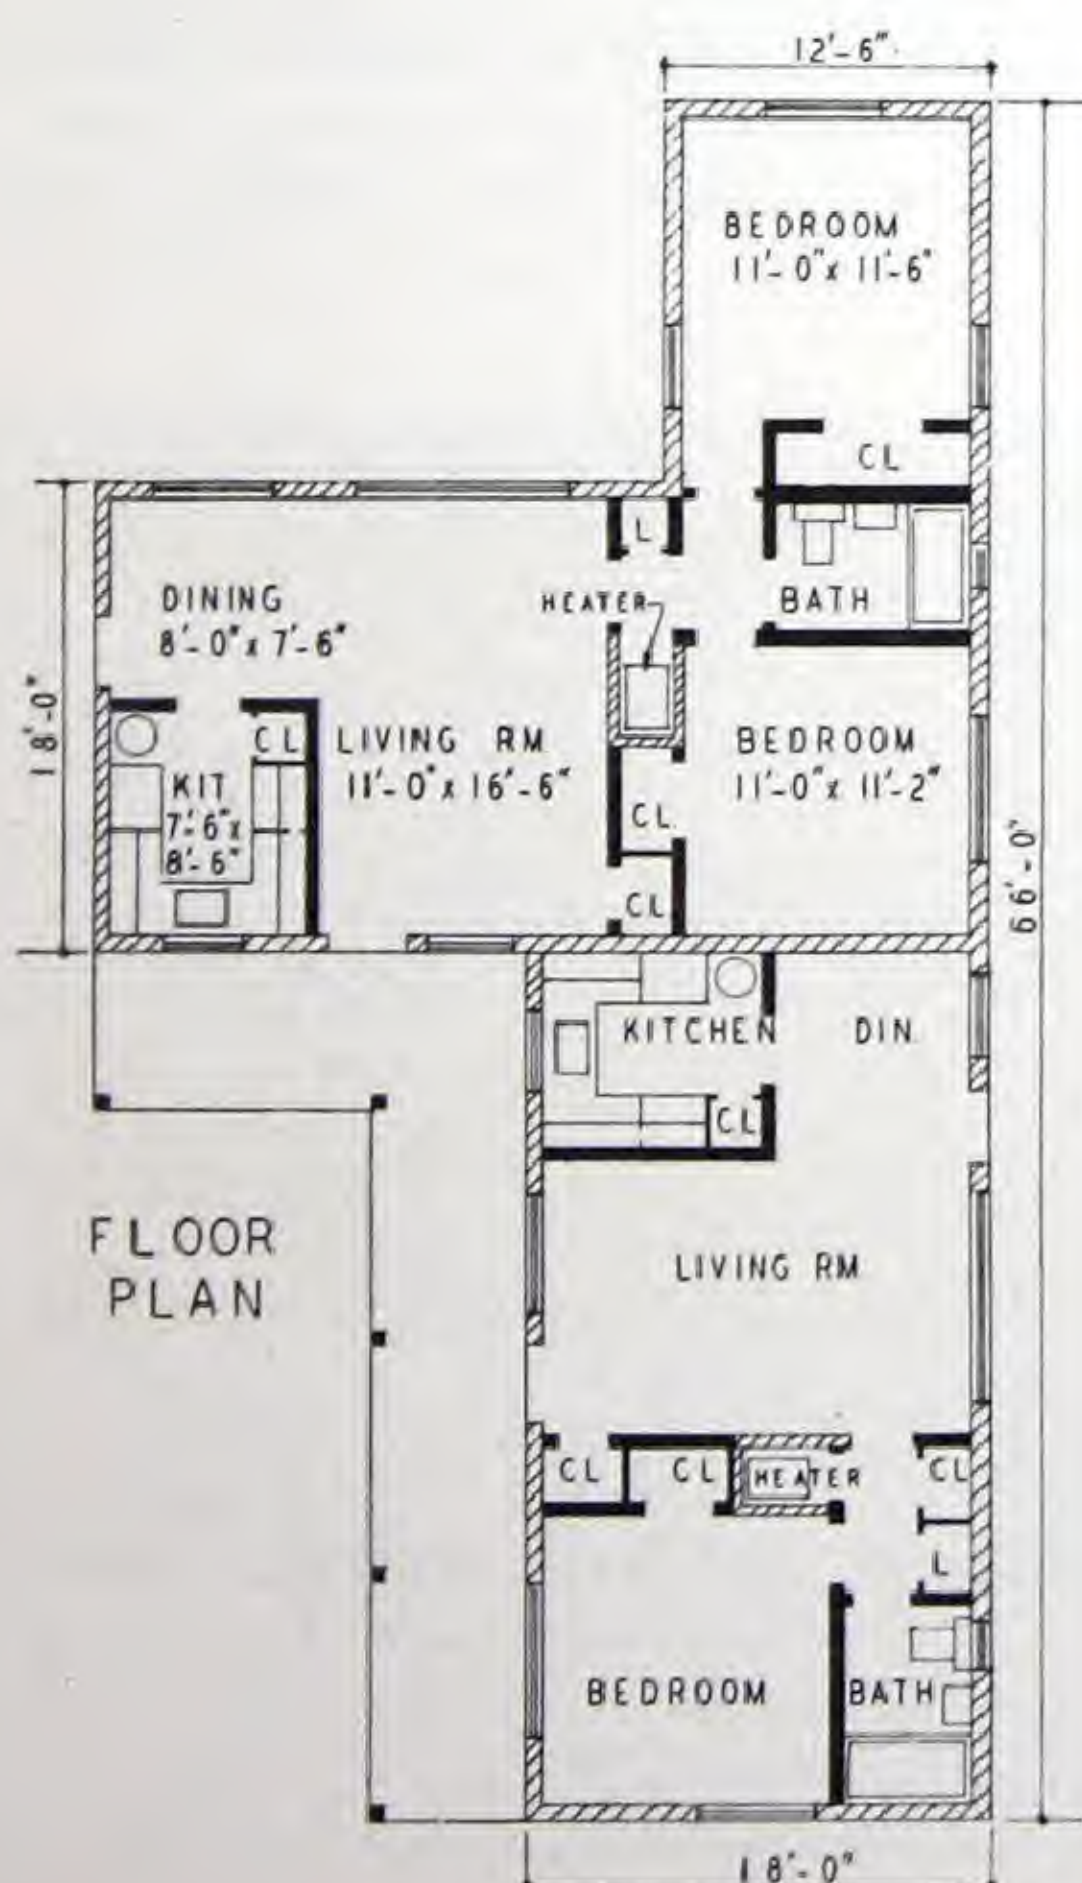 12'-6"
BEDROOM
11'-0" x 11'-6"
CL
L
HEATER
BATH
DINING
8'-0" x 7'-6"
18'-0"
CL
LIVING RM
11'-0" x 16'-6"
BEDROOM
11'-0" x 11'-2"
KIT
7'-6" x
8'-6"
CL
CL
66'-0"
KITCHEN
DIN.
CL
FLOOR
PLAN
LIVING RM
CL
CL
HEATER
CL
L
BEDROOM
BATH
18'-0"